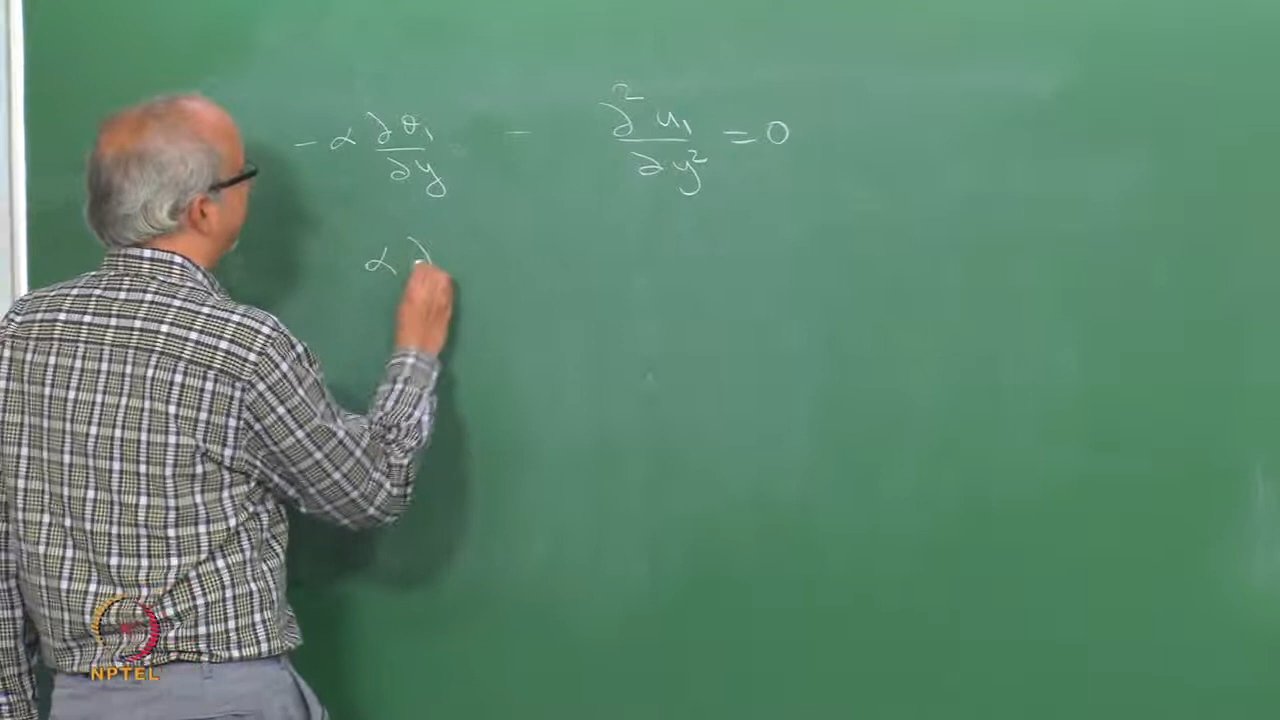 - α ∂θ₁/∂y - ∂²u₁/∂y² = 0
α ∂
NPTEL